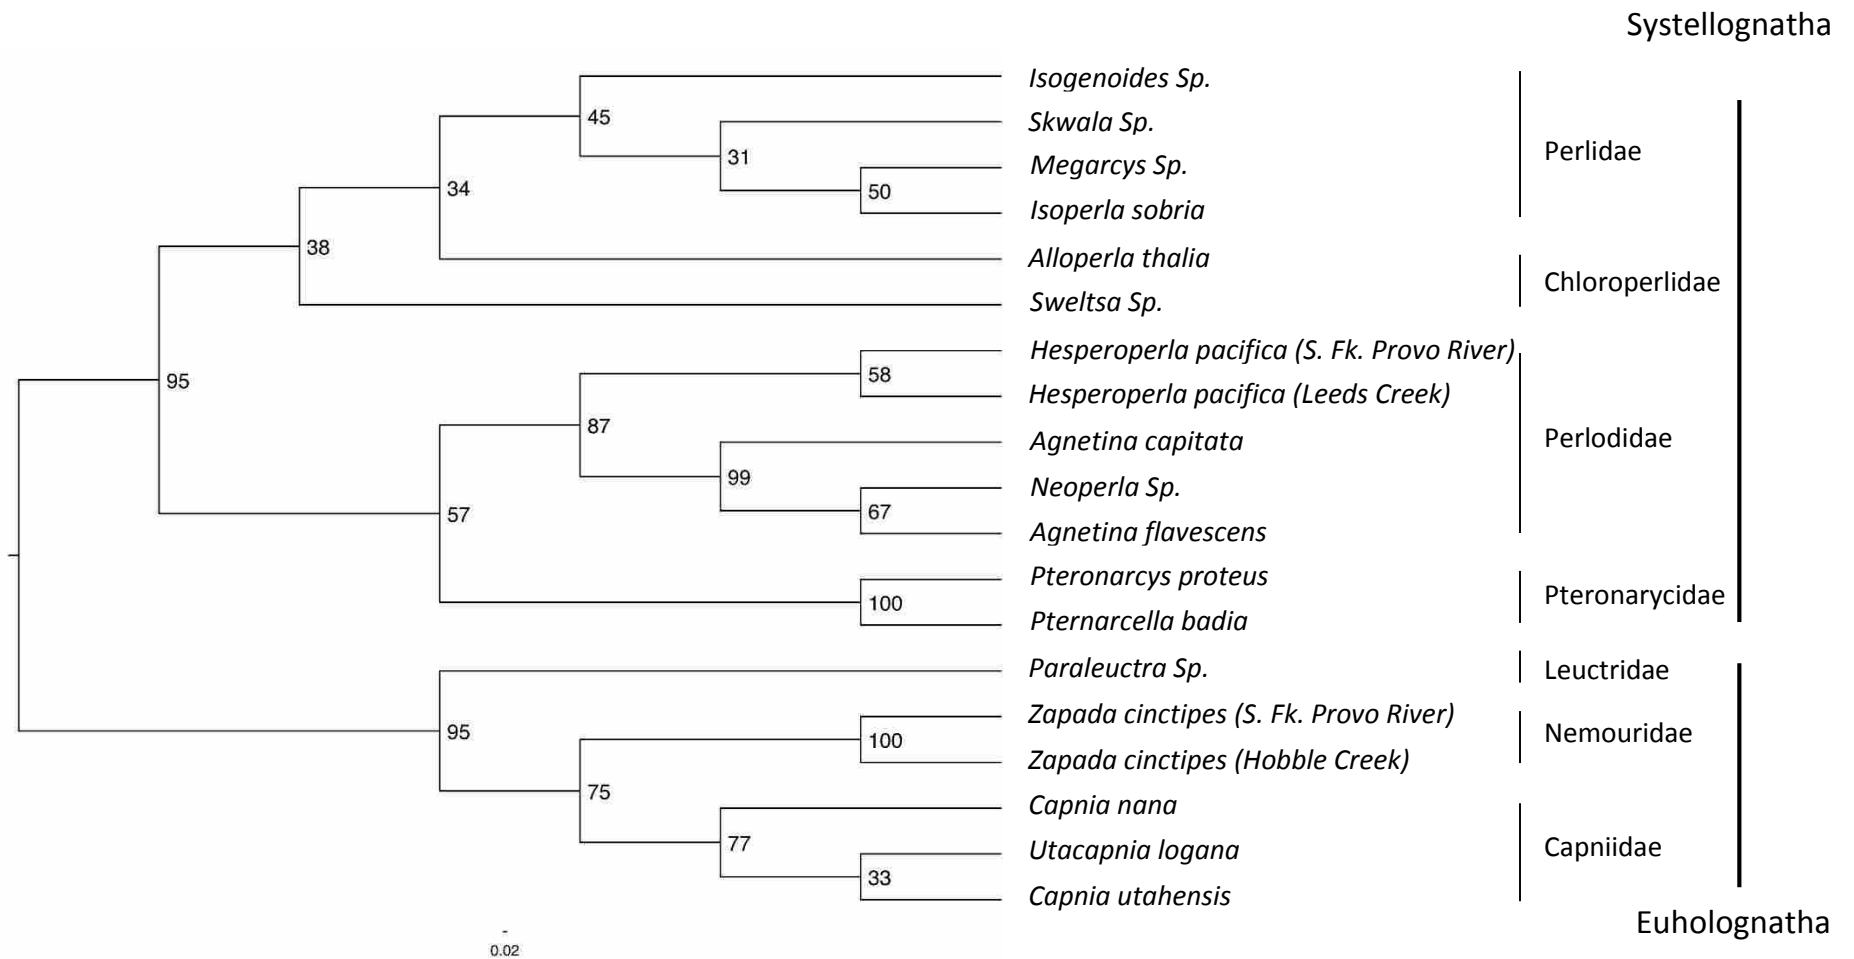 Systellognatha
Isogenoides Sp.
45
Skwala Sp.
31
Perlidae
Megarcys Sp.
34
50
Isoperla sobria
38
Alloperla thalia
Chloroperlidae
Sweltsa Sp.
Hesperoperla pacifica (S. Fk. Provo River)
95
58
Hesperoperla pacifica (Leeds Creek)
87
Agnetina capitata
Perlodidae
99
Neoperla Sp.
57
67
Agnetina flavescens
Pteronarcys proteus
100
Pteronarycidae
Pternarcella badia
Paraleuctra Sp.
Leuctridae
Zapada cinctipes (S. Fk. Provo River)
95
100
Nemouridae
Zapada cinctipes (Hobble Creek)
75
Capnia nana
77
Utacapnia logana
Capniidae
33
Capnia utahensis
Euholognatha
0.02